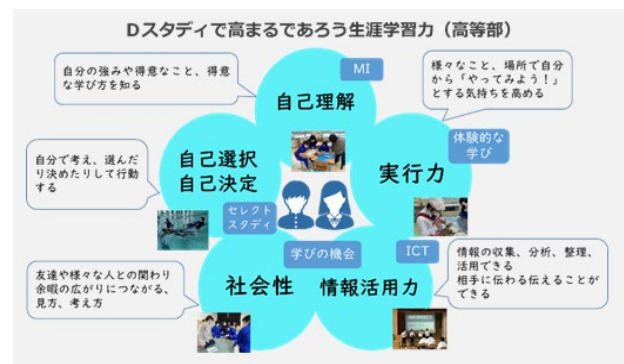 Dスタディで高まるであろう生涯学習力（高等部）
自分の強みや得意なこと、得意
な学び方を知る
MI
自己理解
様々なこと、場所で自分
から「やってみよう！」
とする気持ちを高める
自分で考え、選んだ
り決めたりして行動
する
自己選択
自己決定
セレクト
スタディ
体験的な
学び
実行力
学びの機会
ICT
友達や様々な人との関わり
余暇の広がりにつながる、
見方、考え方
社会性
情報活用力
情報の収集、分析、整理、
活用できる
相手に伝わる伝えることが
できる